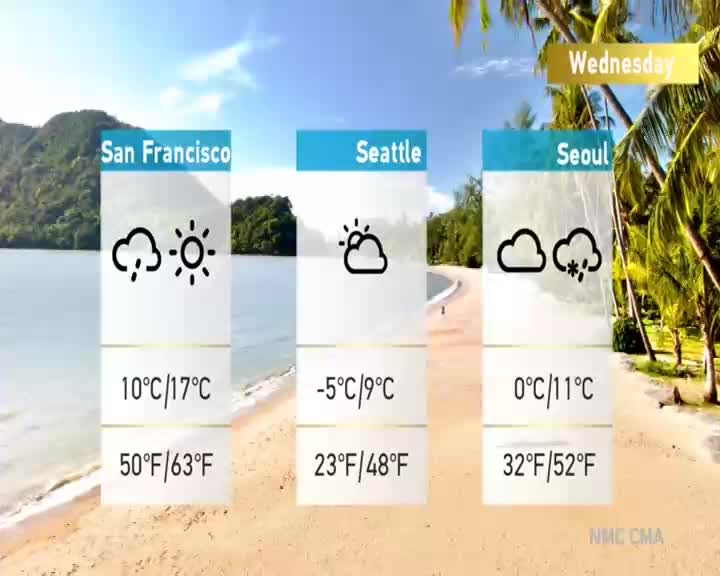 Wednesday
San Francisco
Seattle
Seoul
10°C/17°C
-5°C/9°C
0°C/11°C
50°F/63°F
23°F/48°F
32°F/52°F
NMC CMA